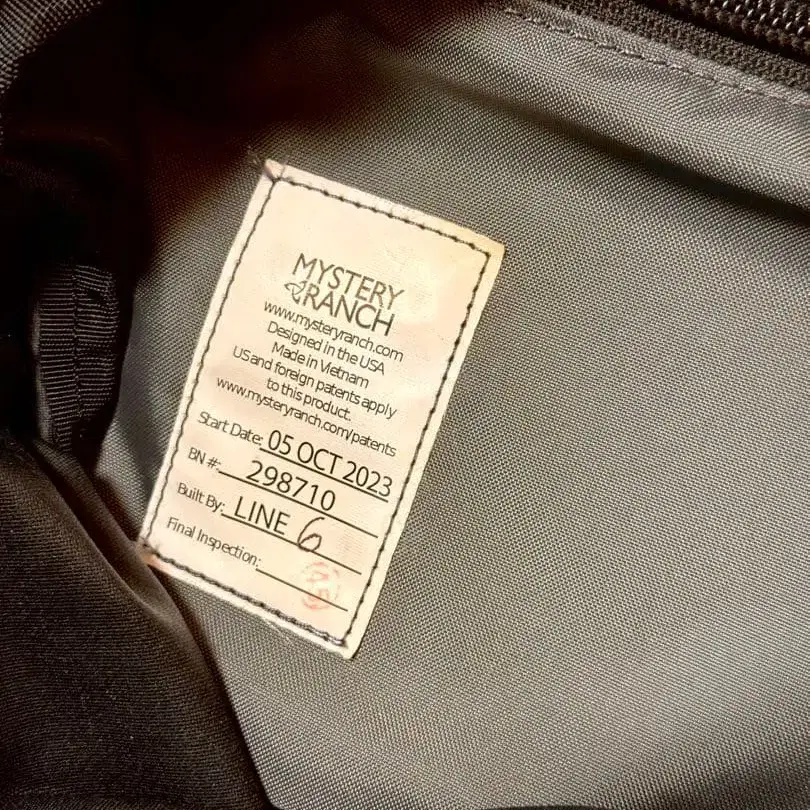 MYSTERY
RANCH
www.mysteryranch.com
Designed in the USA
Made in Vietnam
US and foreign patents apply
to this product.
www.mysteryranch.com/patents
Start Date: 05 OCT 2023
BN #: 298710
Built By: LINE 6
Final Inspection: